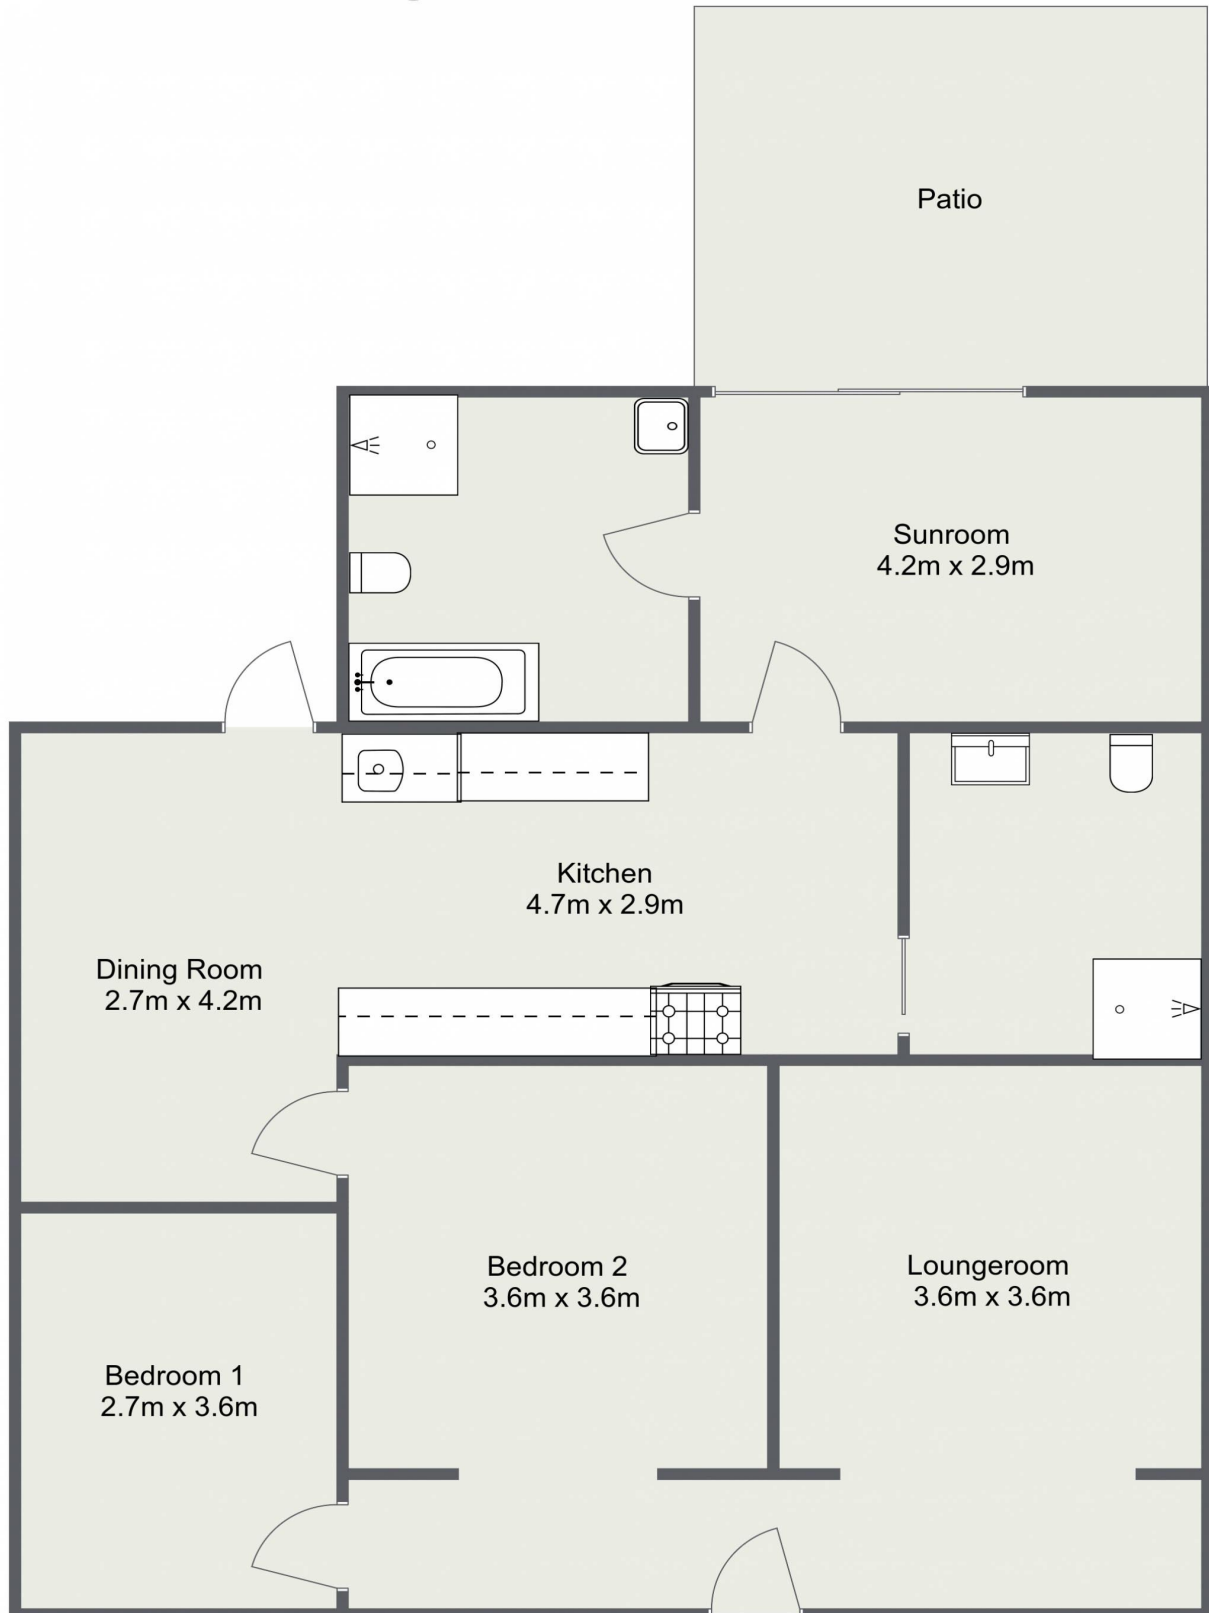 Patio
Sunroom
4.2m x 2.9m
Kitchen
4.7m x 2.9m
Dining Room
2.7m x 4.2m
Bedroom 2
3.6m x 3.6m
Loungeroom
3.6m x 3.6m
Bedroom 1
2.7m x 3.6m